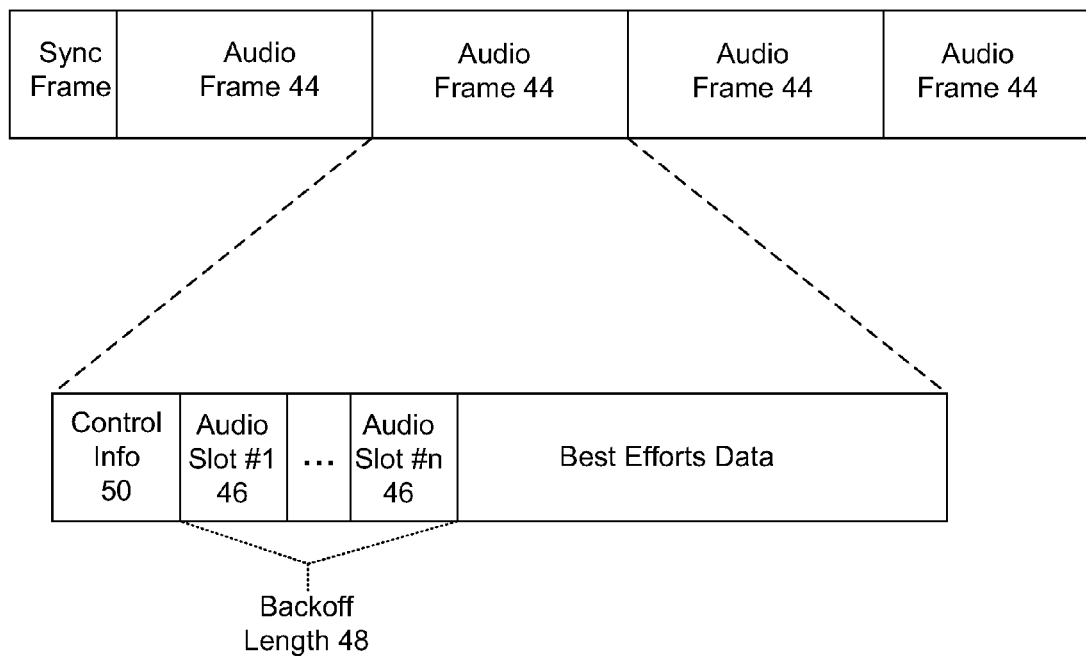 Sync
Frame
Audio
Frame 44
Audio
Frame 44
Audio
Frame 44
Audio
Frame 44
Control
Info
50
Audio
Slot #1
46
...
Audio
Slot #n
46
Best Efforts Data
Backoff
Length 48